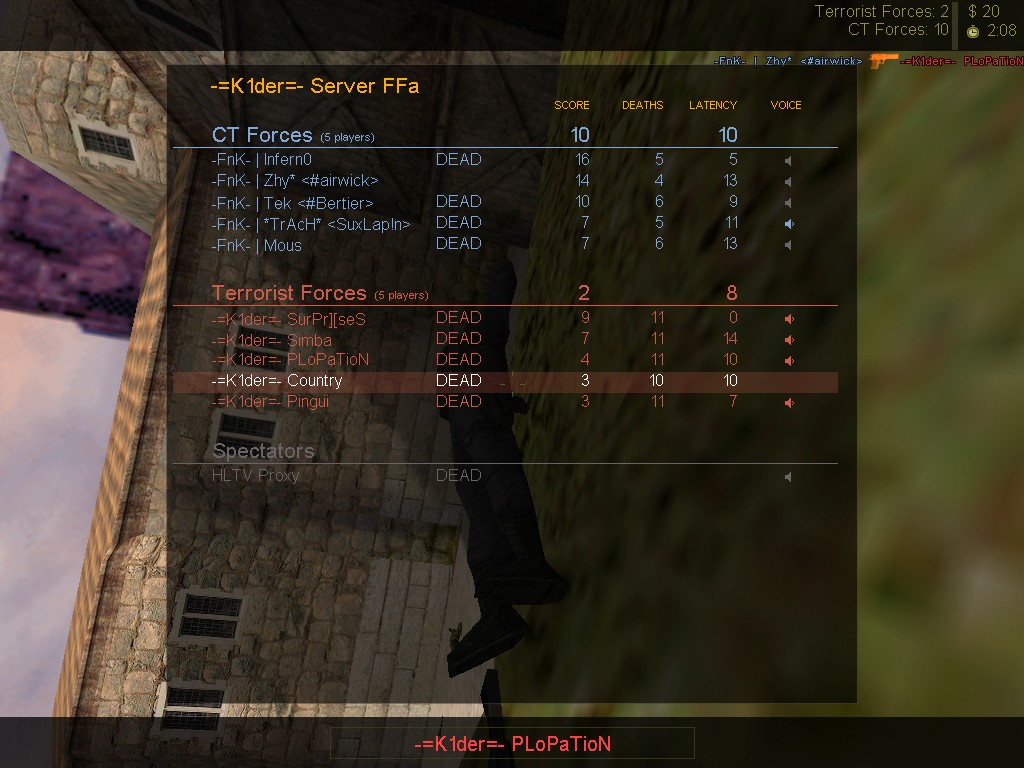 Terrorist Forces: 2 $ 20
CT Forces: 10 2:08
-FnK- | Zhy* <#airwick> -=K1der=- PLoPaTioN
-=K1der=- Server FFa
SCORE DEATHS LATENCY VOICE
CT Forces (5 players) 10 10
-FnK- | Infern0 DEAD 16 5 5
-FnK- | Zhy* <#airwick> 14 4 13
-FnK- | Tek <#Bertier> DEAD 10 6 9
-FnK- | *TrAcH* <SuxLapIn> DEAD 7 5 11
-FnK- | Mous DEAD 7 6 13
Terrorist Forces (5 players) 2 8
-=K1der=- SurPr][seS DEAD 9 11 0
-=K1der=- Simba DEAD 7 11 14
-=K1der=- PLoPaTioN DEAD 4 11 10
-=K1der=- Country DEAD 3 10 10
-=K1der=- Pingui DEAD 3 11 7
Spectators
HLTV Proxy DEAD
-=K1der=- PLoPaTioN